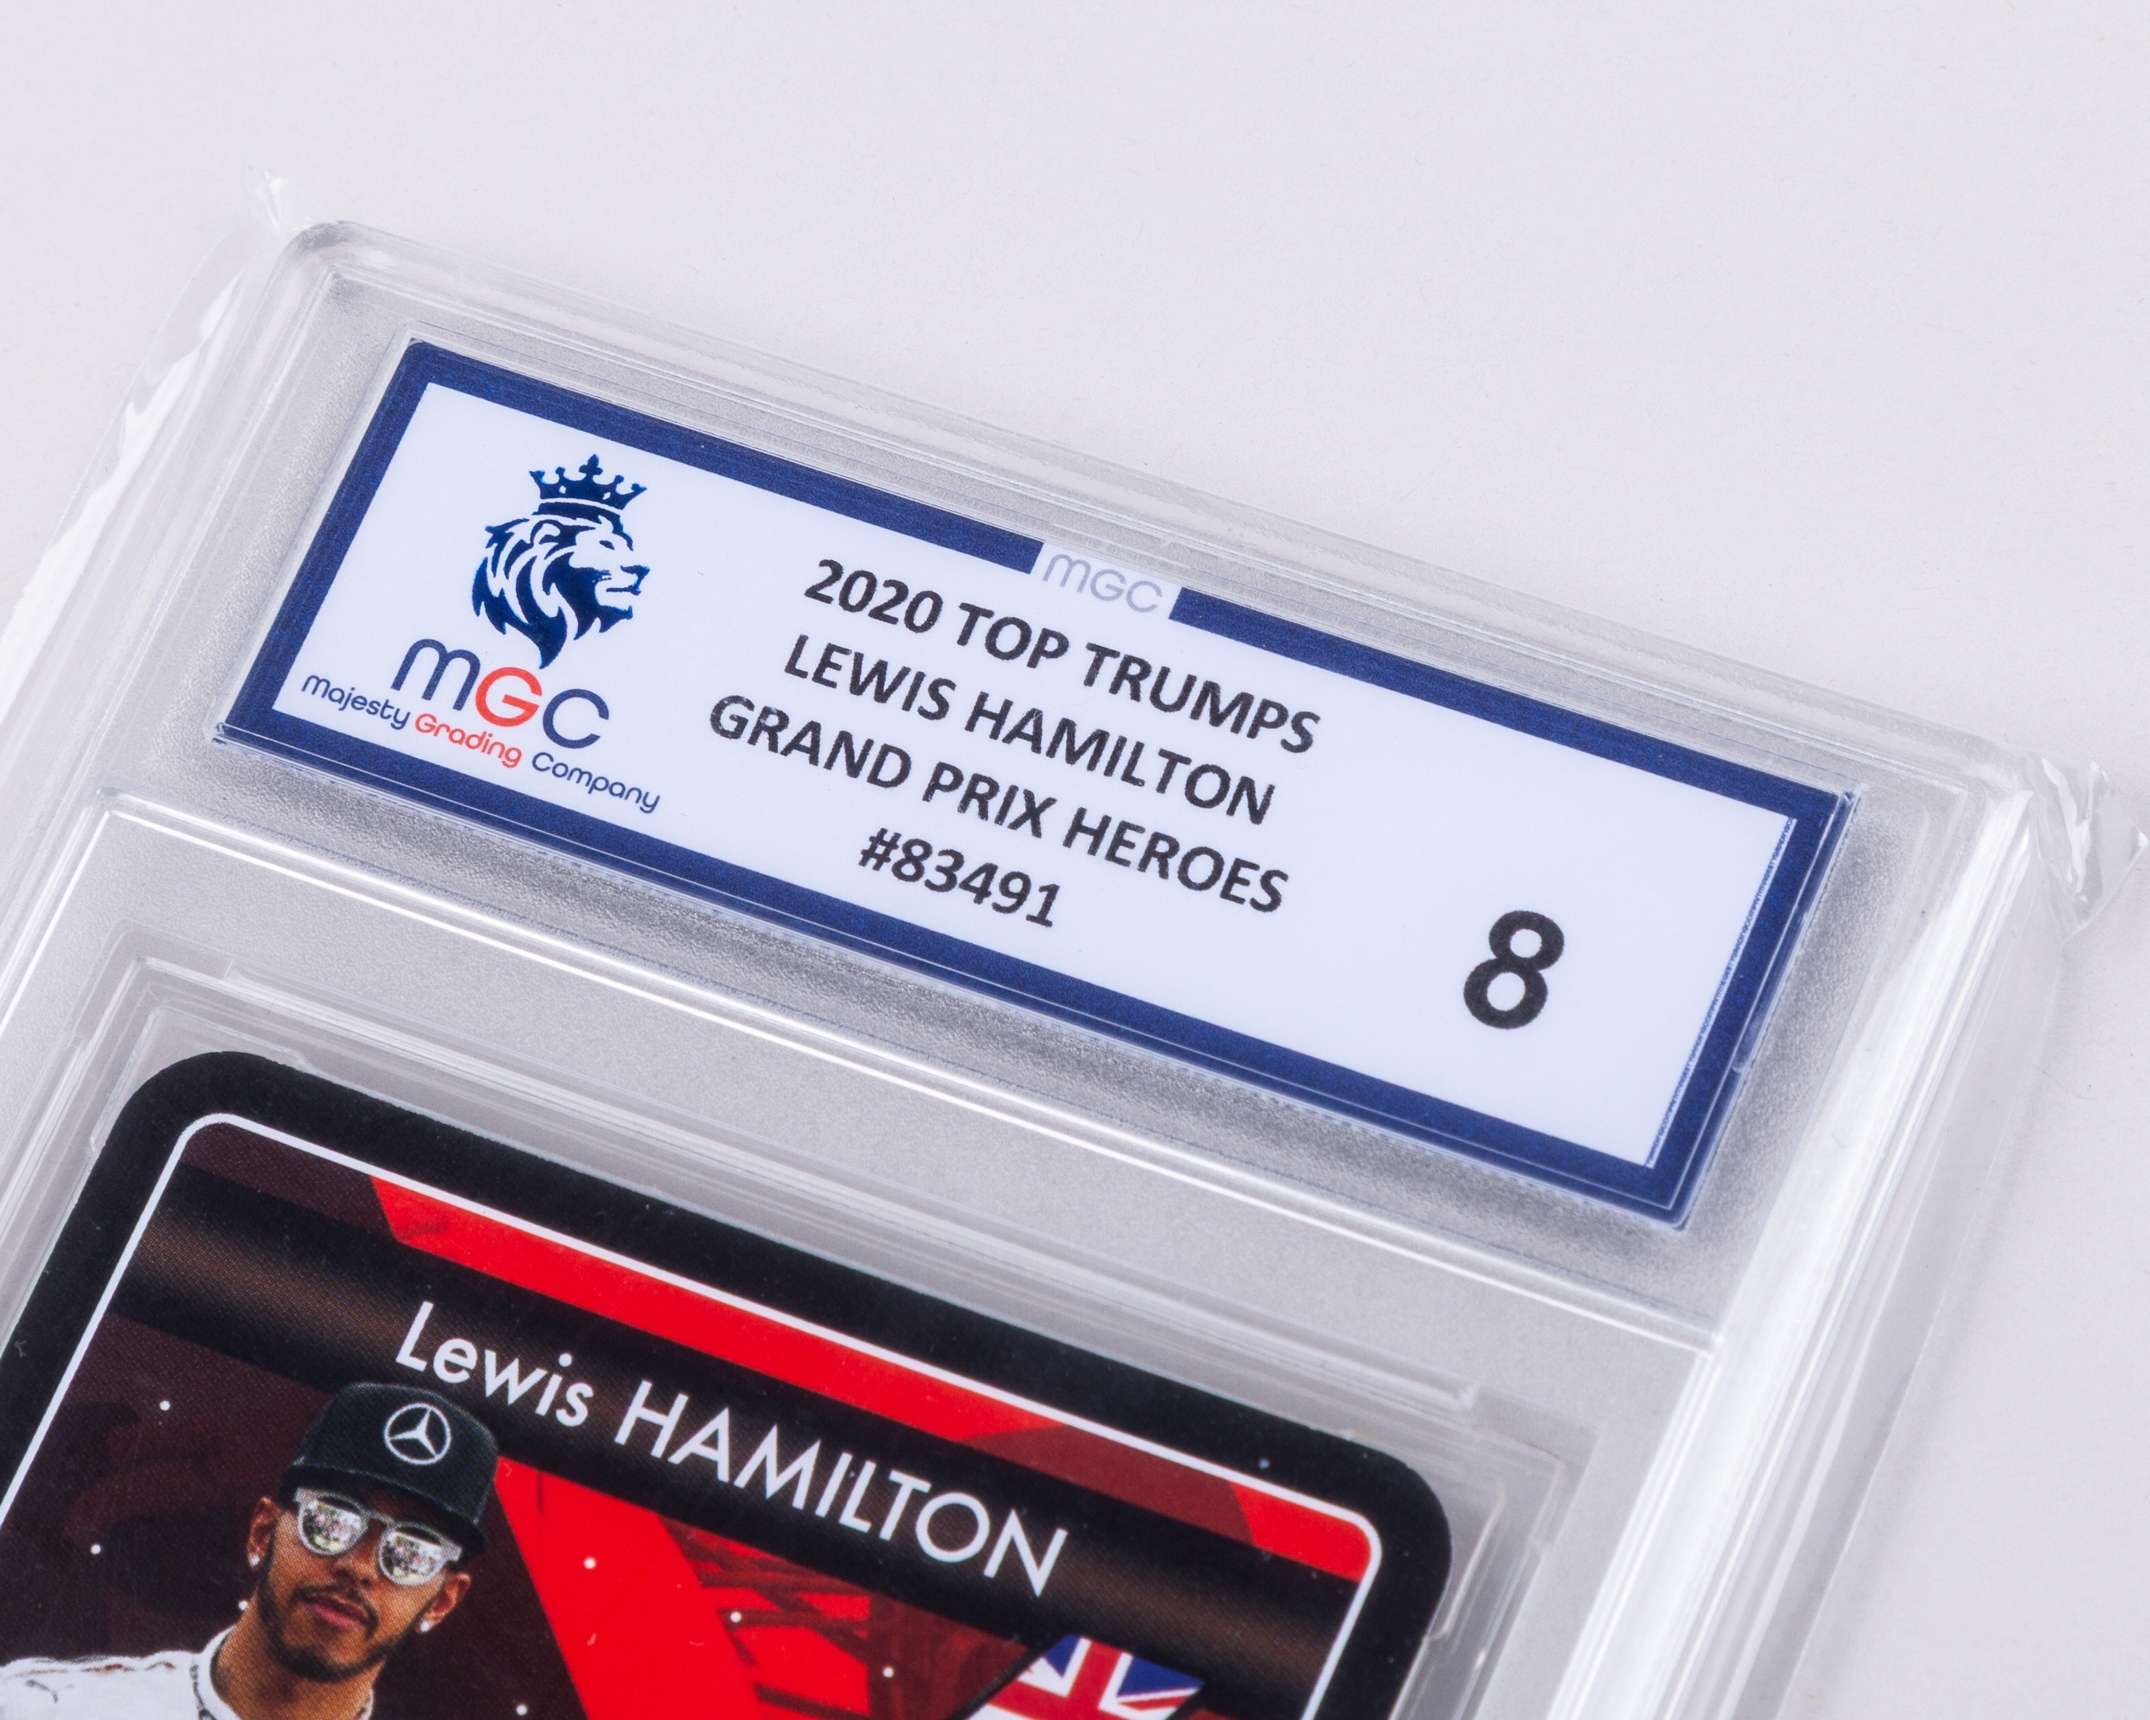 MGC
2020 TOP TRUMPS
LEWIS HAMILTON
GRAND PRIX HEROES
#83491
8
MGC
Majesty Grading Company
Lewis HAMILTON